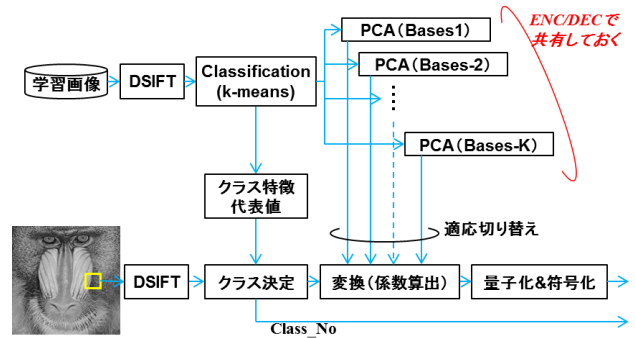 PCA(Bases1)
ENC/DECで
共有しておく
学習画像
DSIFT
Classification
(k-means)
PCA(Bases-2)
PCA(Bases-K)
クラス特徴
代表値
適応切り替え
DSIFT
クラス決定
変換(係数算出)
量子化&符号化
Class_No